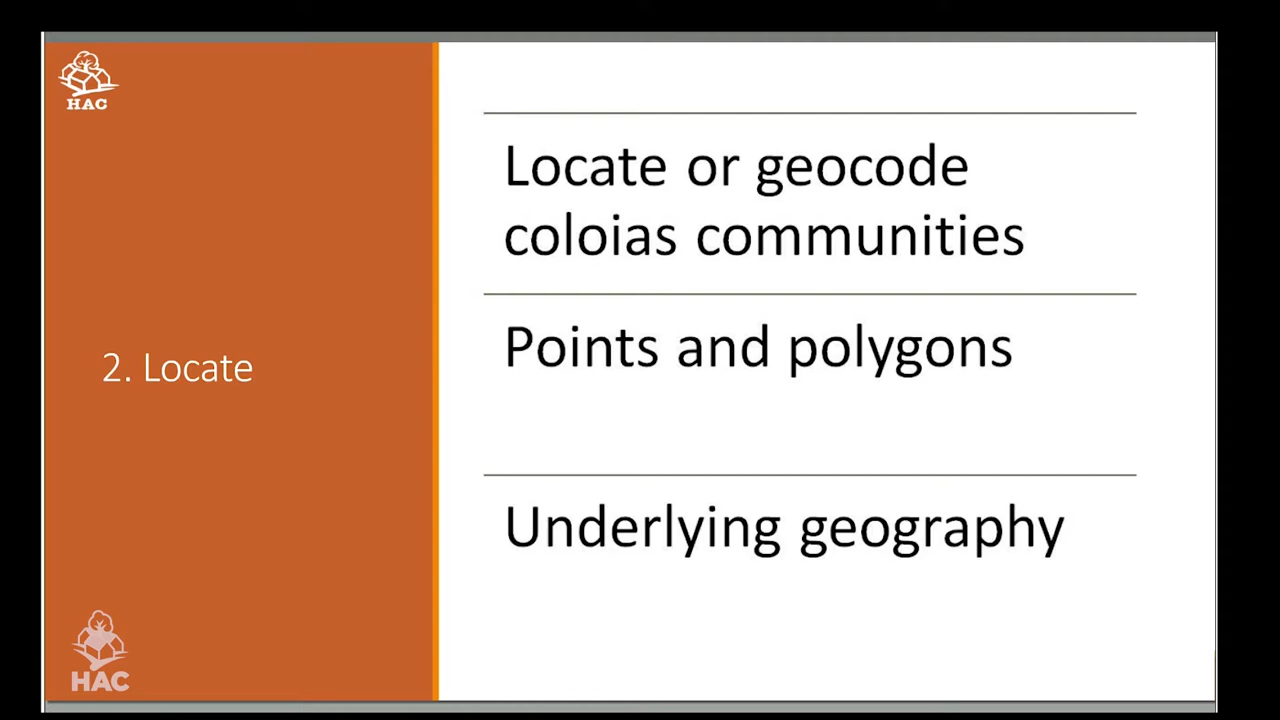 HAC
2. Locate
HAC
Locate or geocode
coloias communities
Points and polygons
Underlying geography